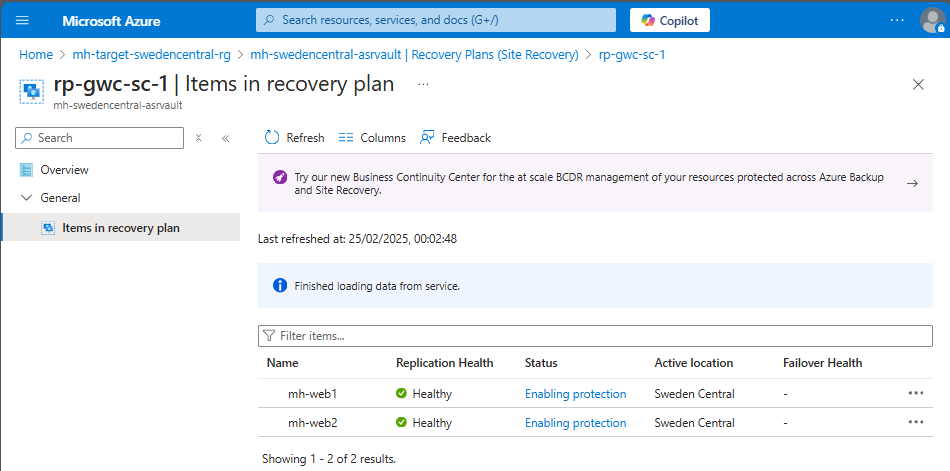 Microsoft Azure
Search resources, services, and docs (G+/)
Copilot
Home > mh-target-swedencentral-rg > mh-swedencentral-asrvault | Recovery Plans (Site Recovery) > rp-gwc-sc-1
rp-gwc-sc-1 | Items in recovery plan ...
mh-swedencentral-asrvault
Search
Refresh Columns Feedback
Overview
General
Items in recovery plan
Try our new Business Continuity Center for the at scale BCDR management of your resources protected across Azure Backup
and Site Recovery.
Last refreshed at: 25/02/2025, 00:02:48
Finished loading data from service.
Filter items...
Name Replication Health Status Active location Failover Health
mh-web1 Healthy Enabling protection Sweden Central -
mh-web2 Healthy Enabling protection Sweden Central -
Showing 1 - 2 of 2 results.